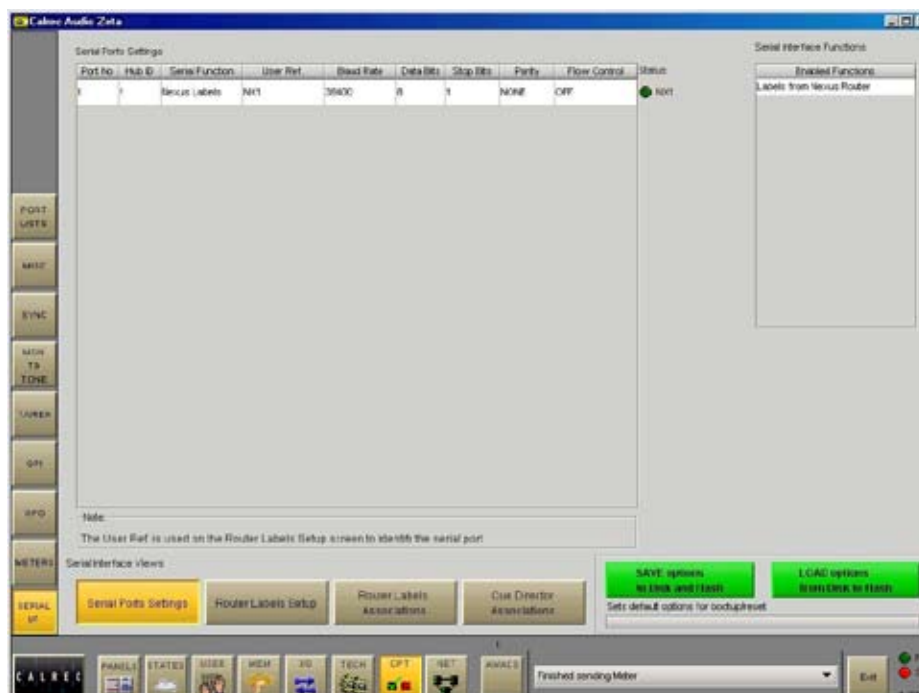 Calrec Audio Zeta
Serial Ports Settings
Serial Interface Functions
Port No Hub ID Serial Function User Ref. Baud Rate Data Bits Stop Bits Parity Flow Control Status
1 1 Nexus Labels NX1 38400 8 1 NONE OFF NX1
Enabled Functions
Labels from Nexus Router
PORT LISTS
MISC
SYNC
TONE
GPI
METERS
SERIAL I/F
Note:
The User Ref is used on the Router Labels Setup screen to identify the serial port
Serial Interface Views
Serial Ports Settings
Router Labels Setup
Router Labels Associations
Cue Director Associations
SAVE options
to Disk and Flash
LOAD options
from Disk to Flash
Sets default options for bootup/reset
CALREC
PANELS
STATES
USER
MEM
I/O
TECH
OPT
NET
AWACS
Finished sending Meter
Exit